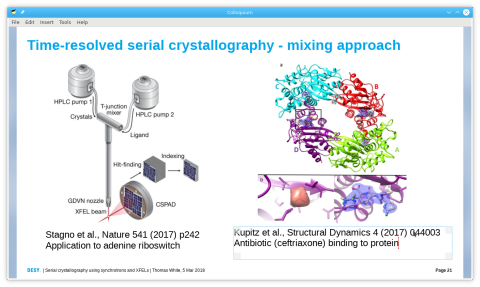 Colloquium
File Edit Insert Tools Help
Time-resolved serial crystallography - mixing approach
HPLC pump 1
HPLC pump 2
T-junction
mixer
Crystals
Ligand
Hit-finding
Indexing
GDVN nozzle
XFEL beam
CSPAD
a
B
D
A
Stagno et al., Nature 541 (2017) p242
Application to adenine riboswitch
Kupitz et al., Structural Dynamics 4 (2017) 044003
Antibiotic (ceftriaxone) binding to protein
DESY. | Serial crystallography using synchrotrons and XFELs | Thomas White, 5 Mar 2018
Page 21